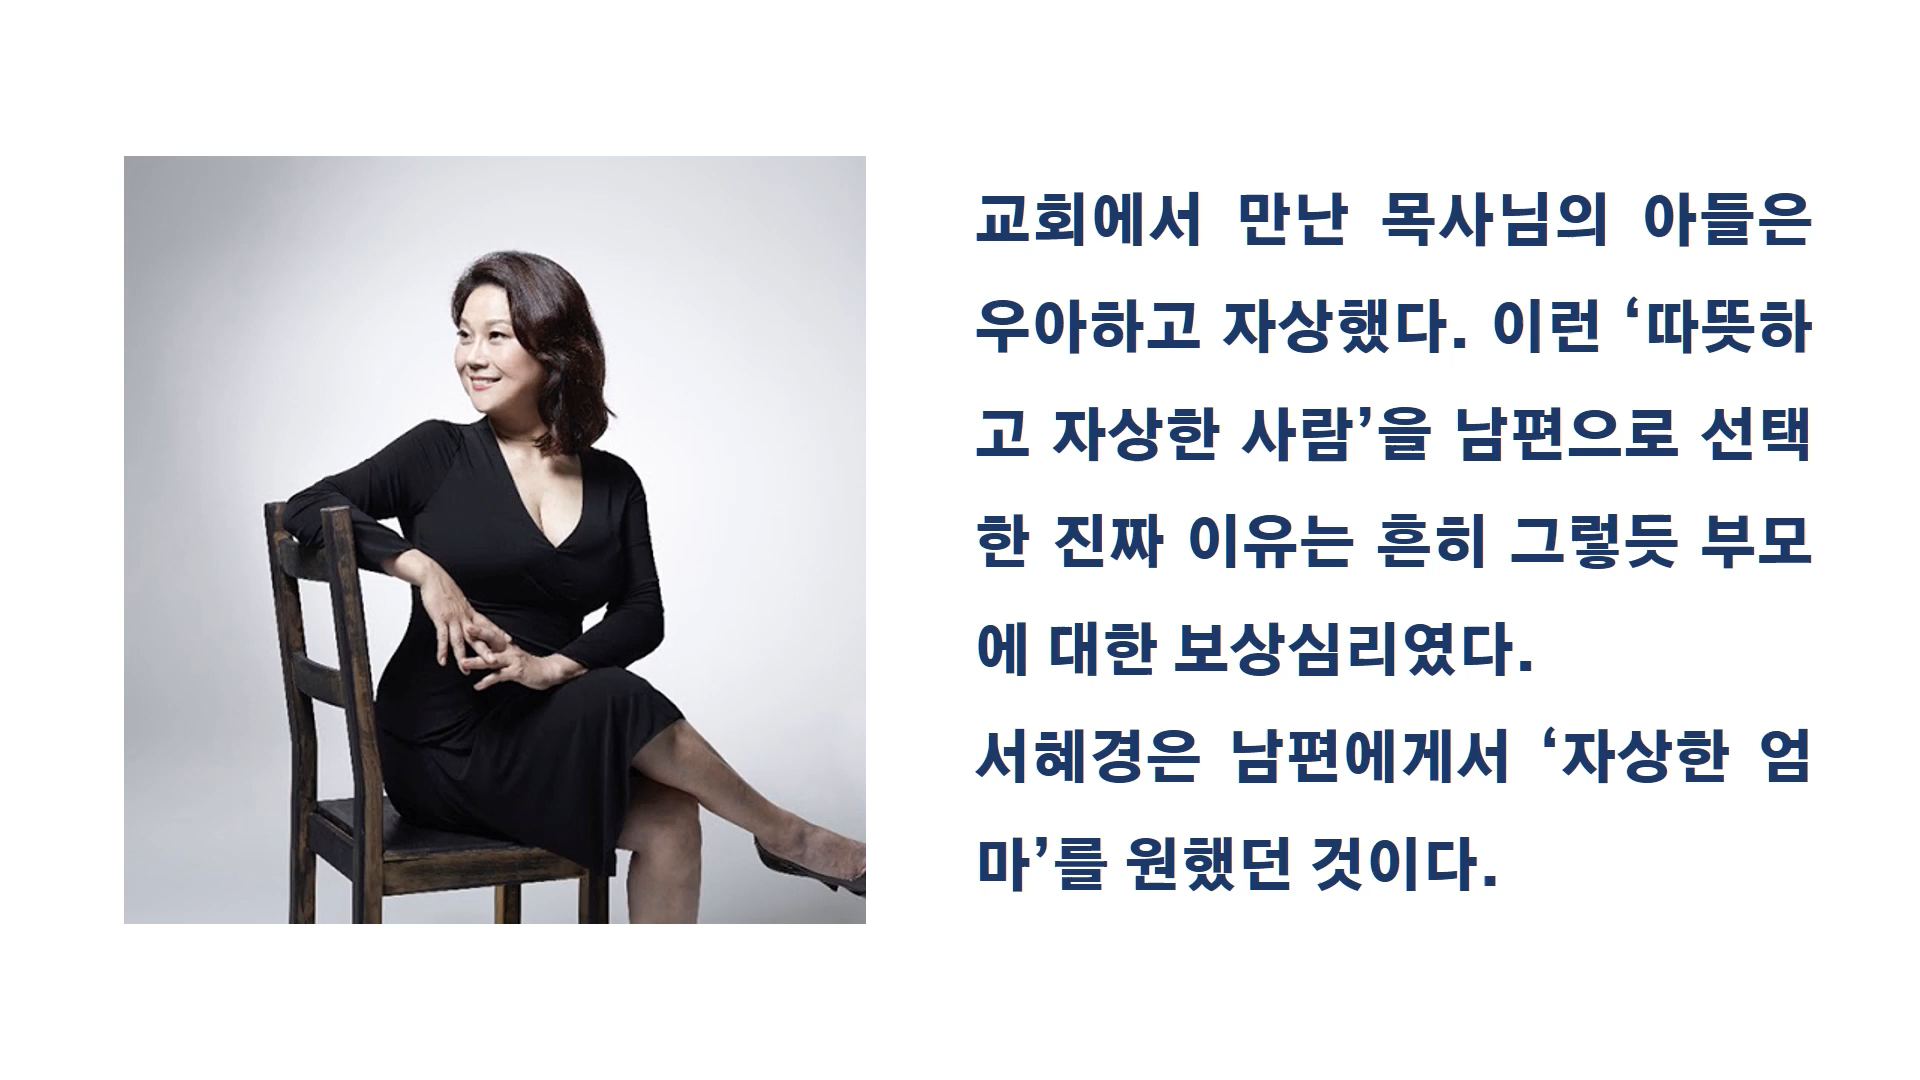 교회에서 만난 목사님의 아들은
우아하고 자상했다. 이런 ‘따뜻하
고 자상한 사람’을 남편으로 선택
한 진짜 이유는 흔히 그렇듯 부모
에 대한 보상심리였다.
서혜경은 남편에게서 ‘자상한 엄
마’를 원했던 것이다.